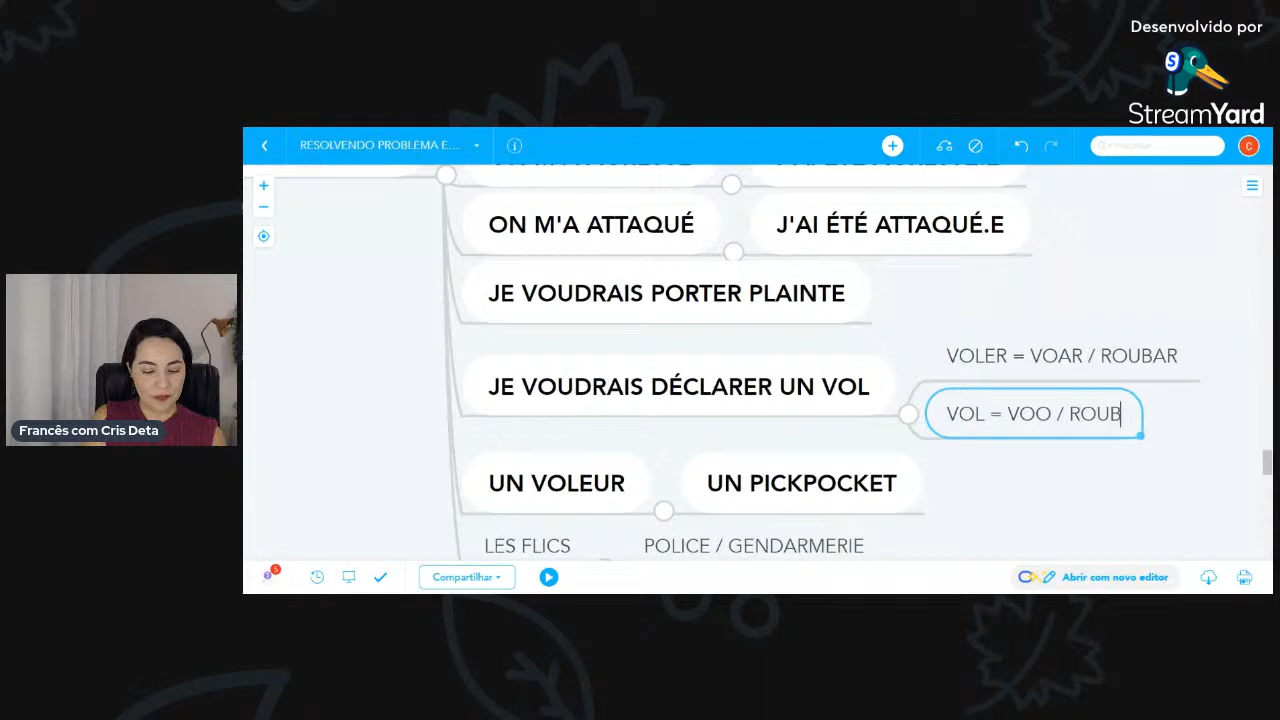 Desenvolvido por
StreamYard
RESOLVENDO PROBLEMA E...
C
ON M'A ATTAQUÉ
J'AI ÉTÉ ATTAQUÉ.E
JE VOUDRAIS PORTER PLAINTE
VOLER = VOAR / ROUBAR
JE VOUDRAIS DÉCLARER UN VOL
VOL = VOO / ROUB
Francês com Cris Deta
UN VOLEUR
UN PICKPOCKET
LES FLICS
POLICE / GENDARMERIE
5
Compartilhar
Abrir com novo editor